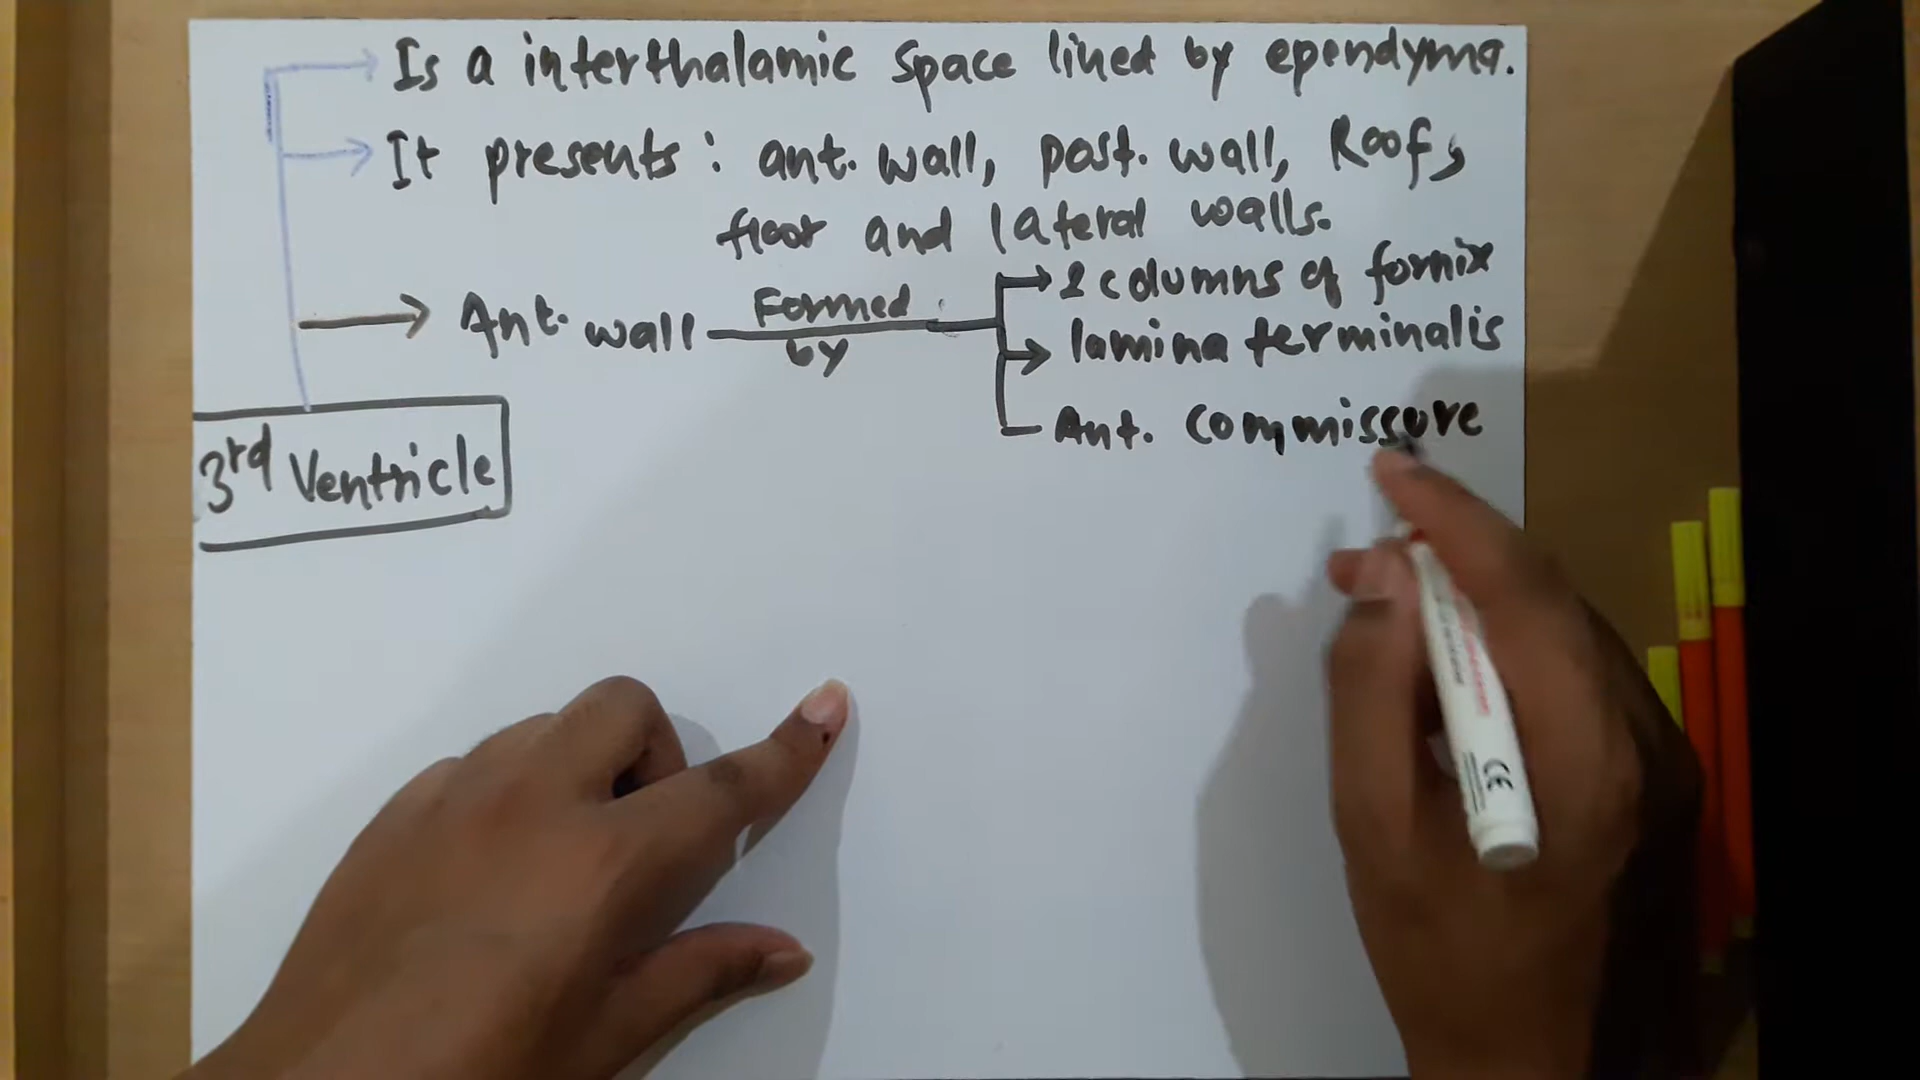 Is a interthalamic space lined by ependyma.
It presents: ant. wall, post. wall, Roof,
floor and lateral walls.
Ant. wall Formed by
2 columns of fornix
lamina terminalis
Ant. Commissure
3rd Ventricle
CE